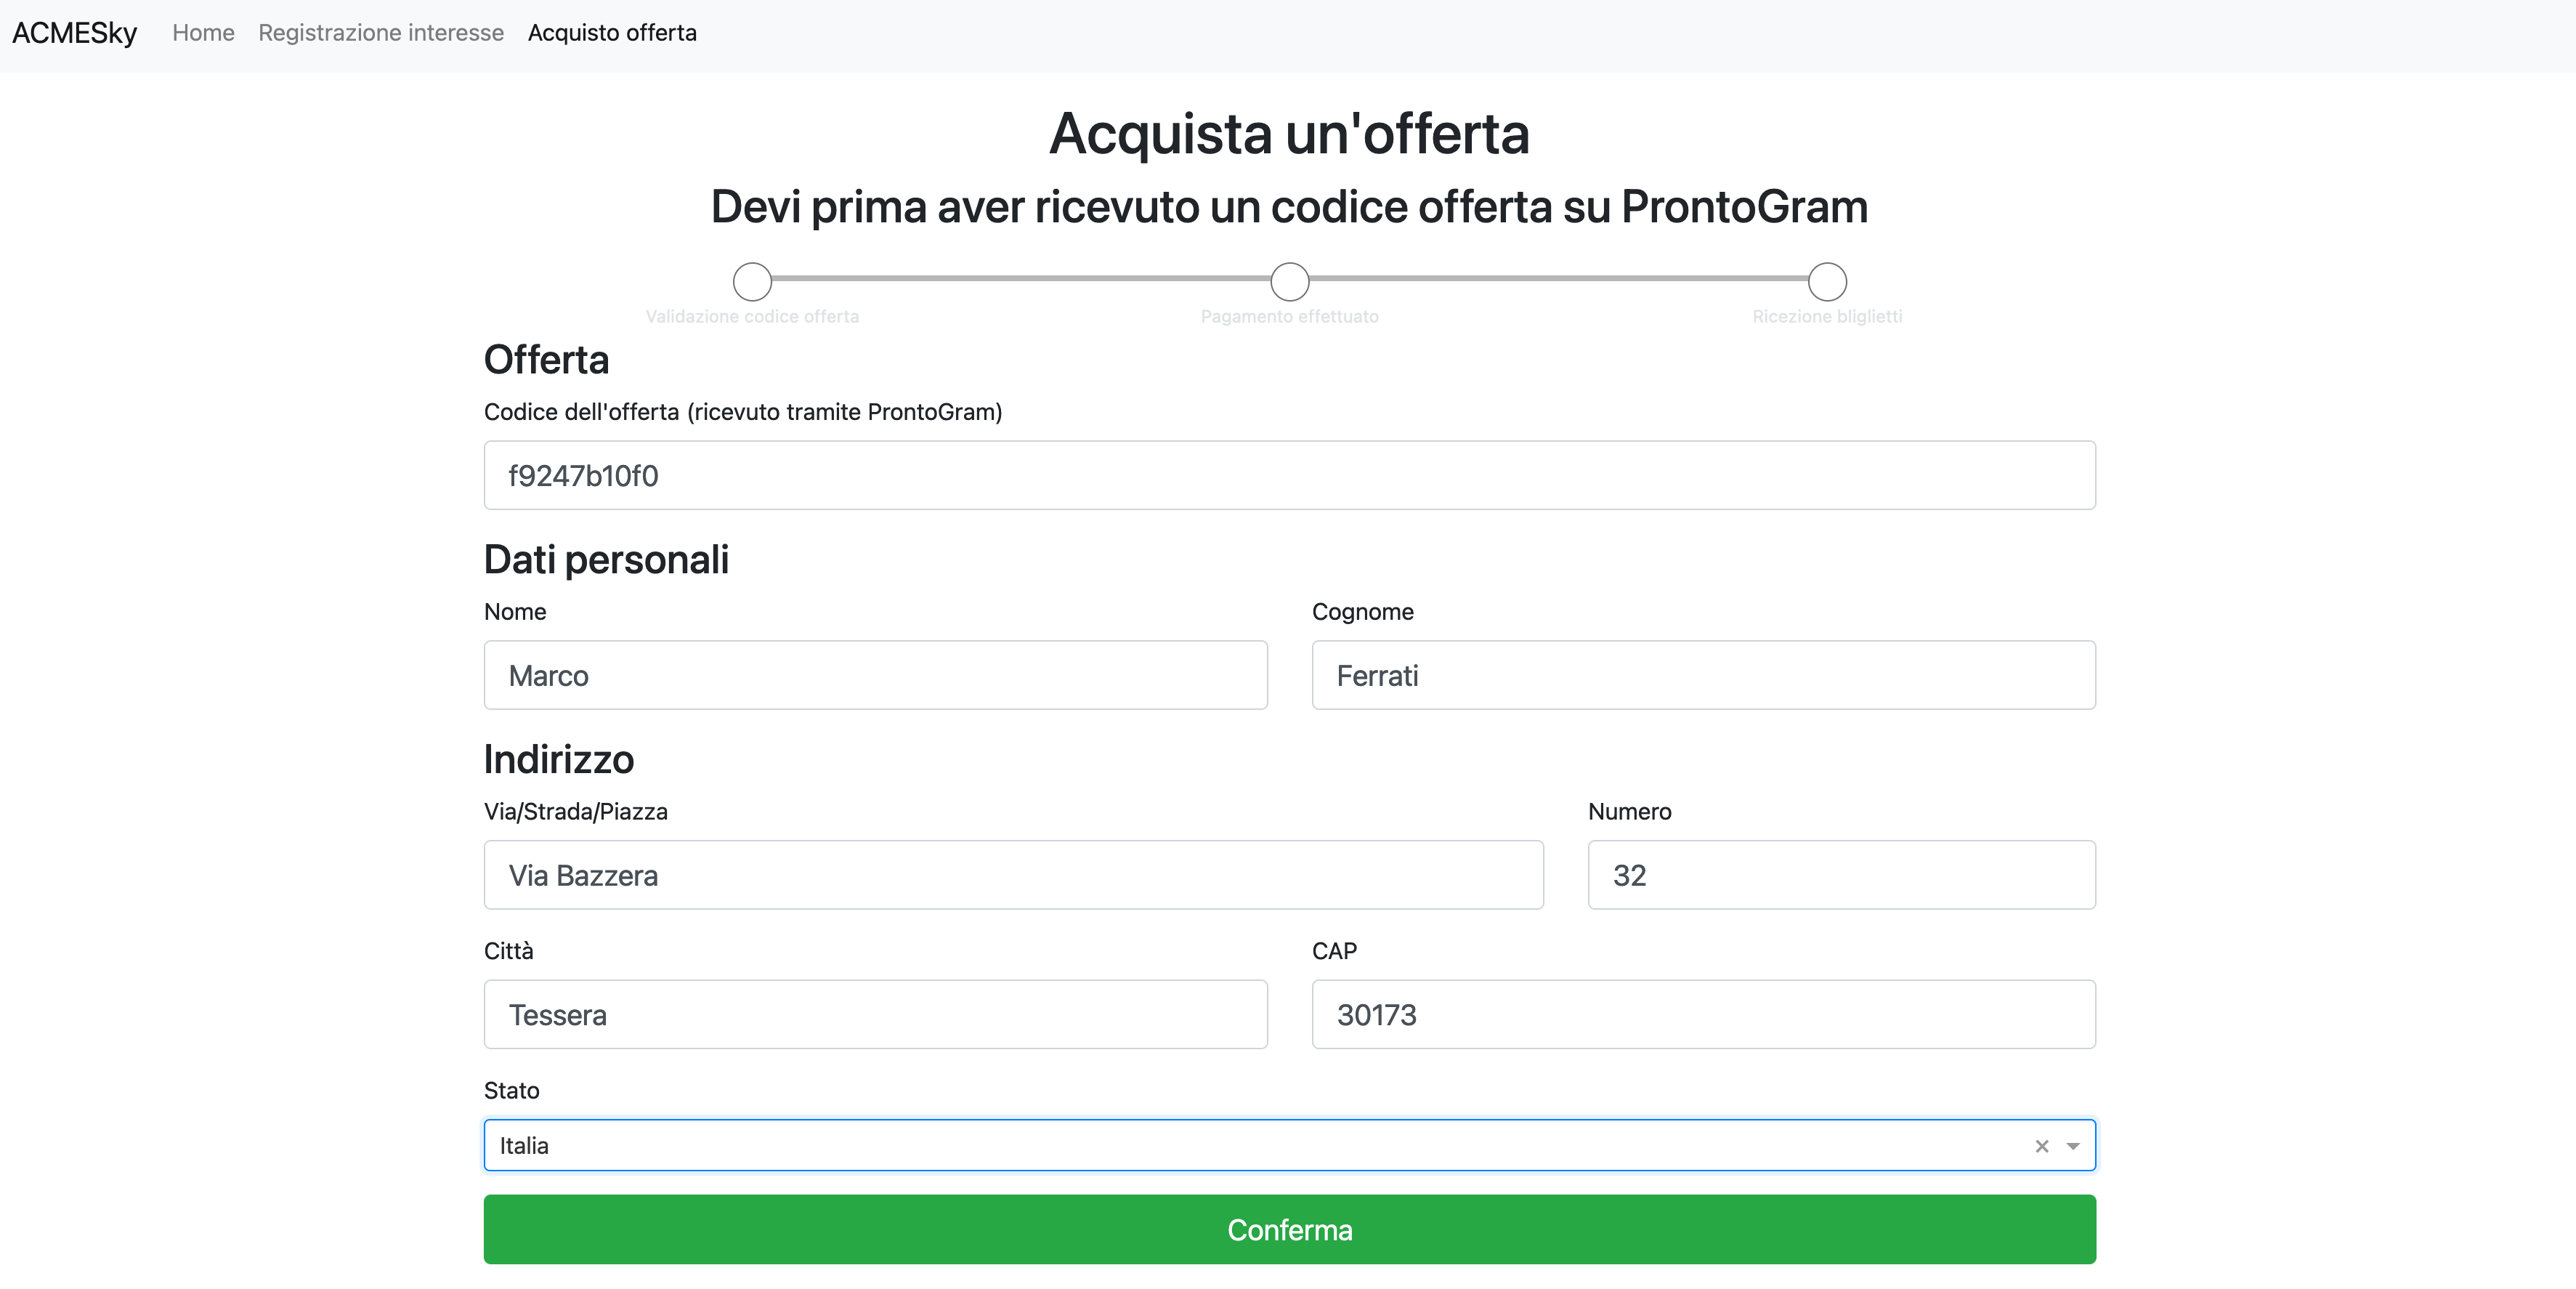 ACMESky Home Registrazione interesse Acquisto offerta
Acquista un'offerta
Devi prima aver ricevuto un codice offerta su ProntoGram
Validazione codice offerta Pagamento effettuato Ricezione bliglietti
Offerta
Codice dell'offerta (ricevuto tramite ProntoGram)
f9247b10f0
Dati personali
Nome Cognome
Marco Ferrati
Indirizzo
Via/Strada/Piazza Numero
Via Bazzera 32
Città CAP
Tessera 30173
Stato
Italia
Conferma